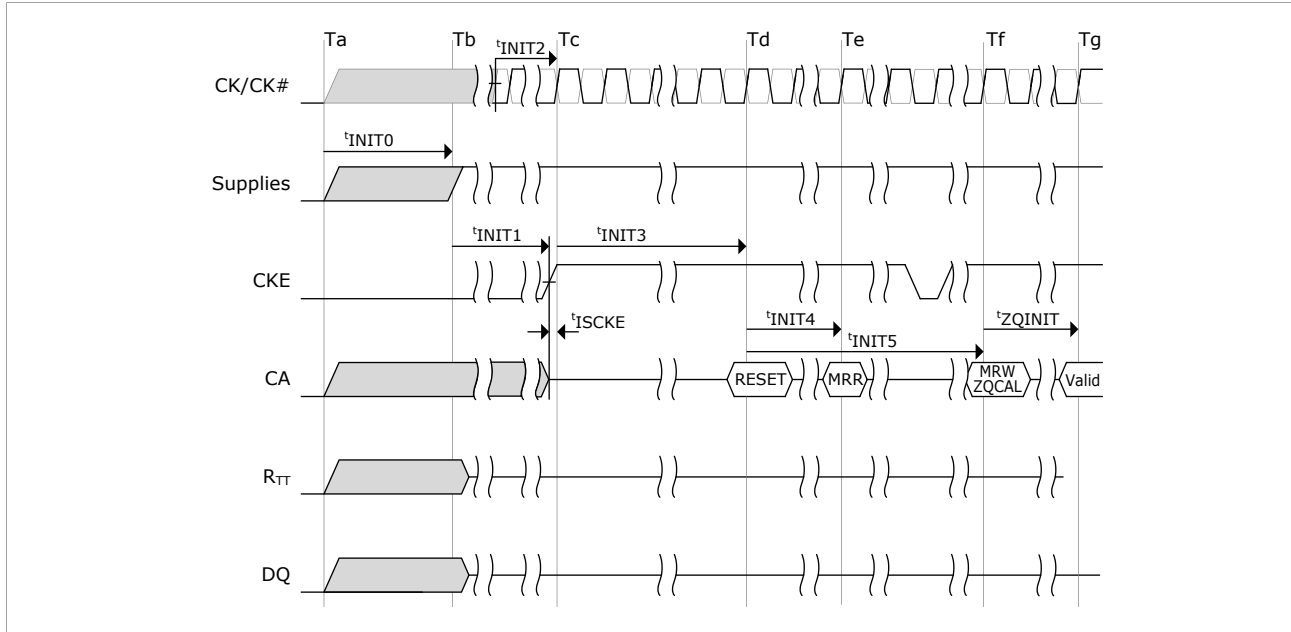 Ta Tb Tc Td Te Tf Tg
tINIT2
CK/CK#
tINIT0
Supplies
tINIT1 tINIT3
CKE
tISCKE tINIT4 tZQINIT
tINIT5
CA RESET MRR MRW ZQCAL Valid
RTT
DQ